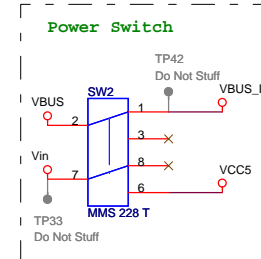 Power Switch
TP42
Do Not Stuff
SW2
VBUS
VBUS_
1
2
3
Vin
8
VCC5
7
6
MMS 228 T
TP33
Do Not Stuff